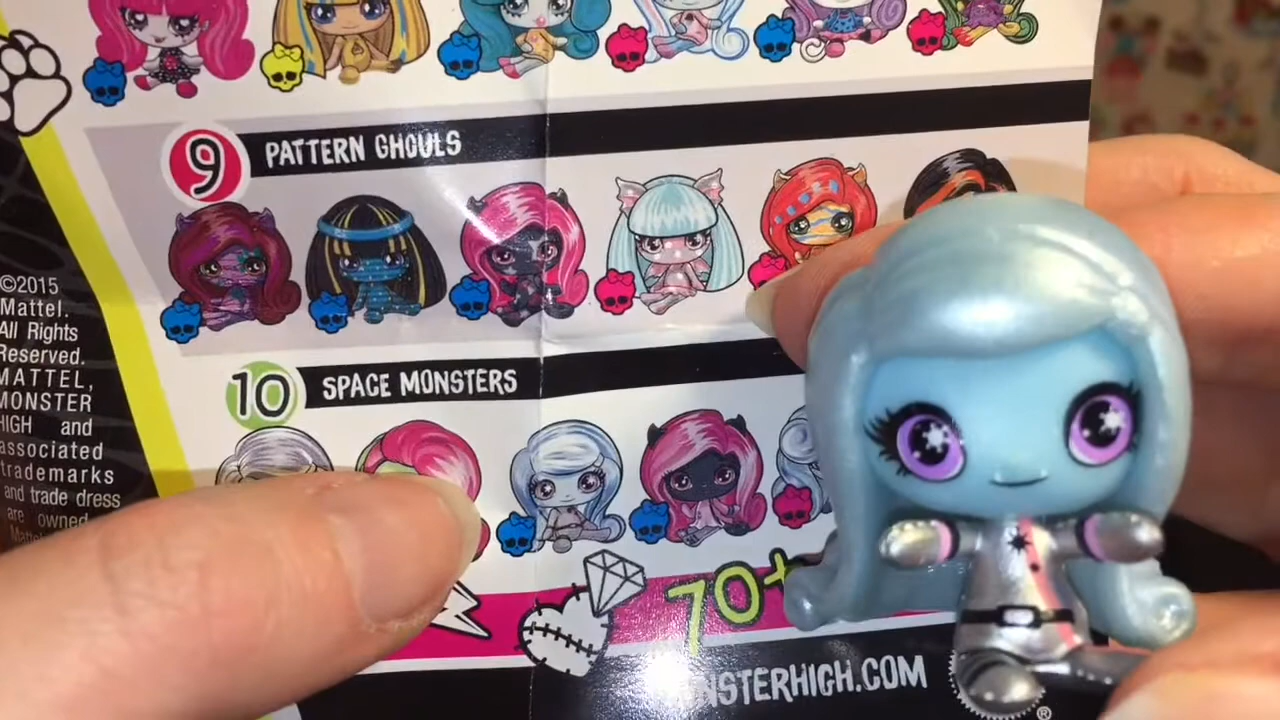 9 PATTERN GHOULS
©2015
Mattel.
All Rights
Reserved.
MATTEL,
MONSTER
HIGH and
associated
trademarks
and trade dress
are owned
10 SPACE MONSTERS
70+
NSTERHIGH.COM
®